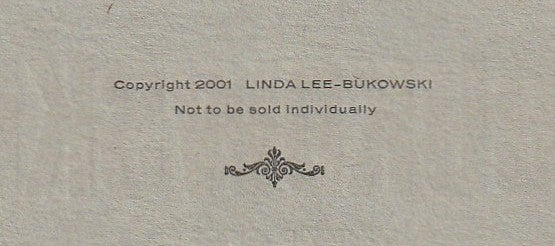 Copyright 2001 LINDA LEE-BUKOWSKI
Not to be sold individually